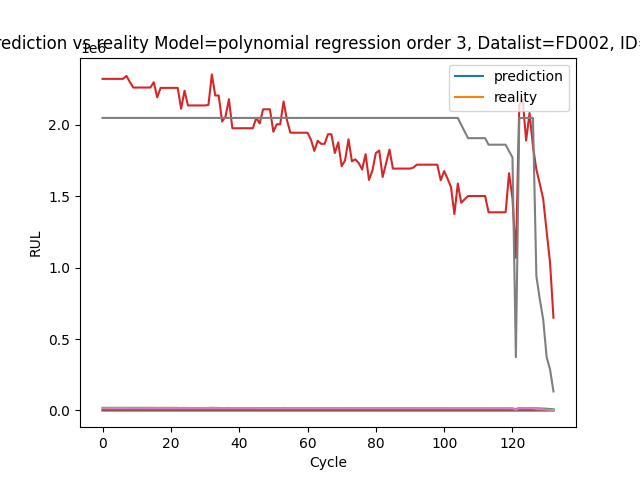 rediction vs reality Model=polynomial regression order 3, Datalist=FD002, ID=
1e6
prediction
reality
2.0
1.5
1.0
0.5
0.0
RUL
0 20 40 60 80 100 120
Cycle